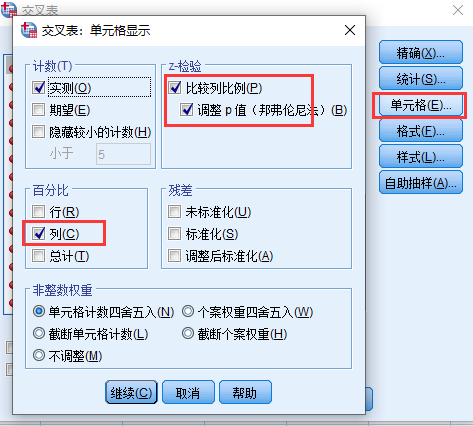 交叉表
交叉表：单元格显示
计数(T)
实测(O)
期望(E)
隐藏较小的计数(H)
小于 5
z-检验
比较列比例(P)
调整 p 值（邦弗伦尼法）(B)
百分比
行(R)
列(C)
总计(T)
残差
未标准化(U)
标准化(S)
调整后标准化(A)
非整数权重
单元格计数四舍五入(N) 个案权重四舍五入(W)
截断单元格计数(L) 截断个案权重(H)
不调整(M)
继续(C) 取消 帮助
精确(X)...
统计(S)...
单元格(E)...
格式(F)...
样式(L)...
自助抽样(A)...